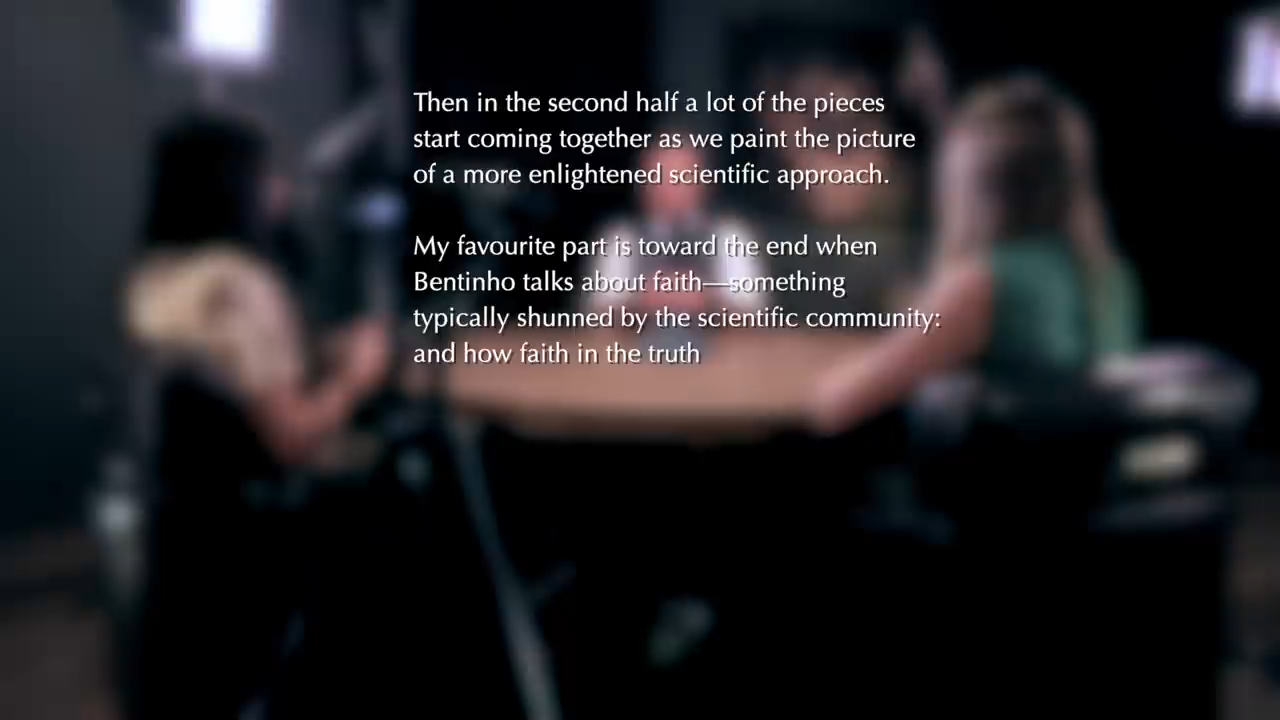 Then in the second half a lot of the pieces
start coming together as we paint the picture
of a more enlightened scientific approach.
My favourite part is toward the end when
Bentinho talks about faith—something
typically shunned by the scientific community:
and how faith in the truth